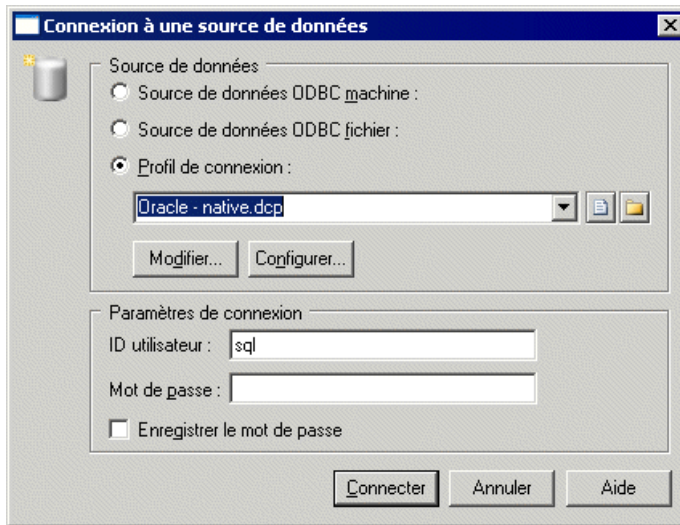 Connexion à une source de données
Source de données
Source de données ODBC machine :
Source de données ODBC fichier :
Profil de connexion :
Oracle - native.dcp
Modifier... Configurer...
Paramètres de connexion
ID utilisateur : sql
Mot de passe :
Enregistrer le mot de passe
Connecter Annuler Aide